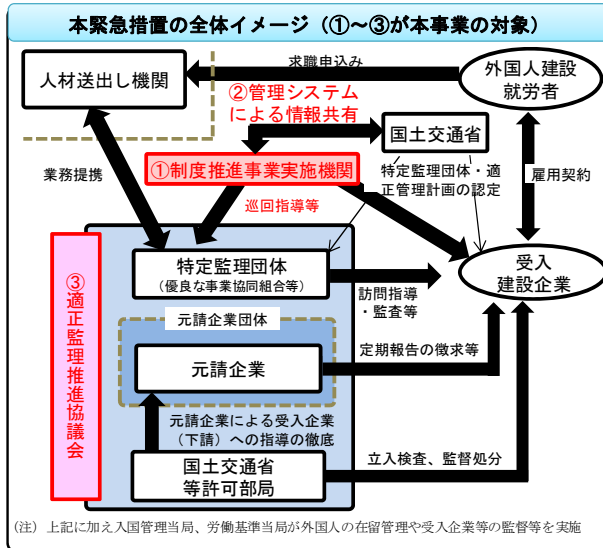 本緊急措置の全体イメージ（①～③が本事業の対象）
求職申込み
人材送出し機関
外国人建設
就労者
②管理システム
による情報共有
国土交通省
業務提携
①制度推進事業実施機関
特定監理団体・適
正管理計画の認定
雇用契約
巡回指導等
③適正監理推進協議会
特定監理団体
（優良な事業協同組合等）
受入
建設企業
訪問指導
・監査等
元請企業団体
元請企業
定期報告の徴求等
元請企業による受入企業
（下請）への指導の徹底
国土交通省
等許可部局
立入検査、監督処分
（注）上記に加え入国管理当局、労働基準当局が外国人の在留管理や受入企業等の監督等を実施